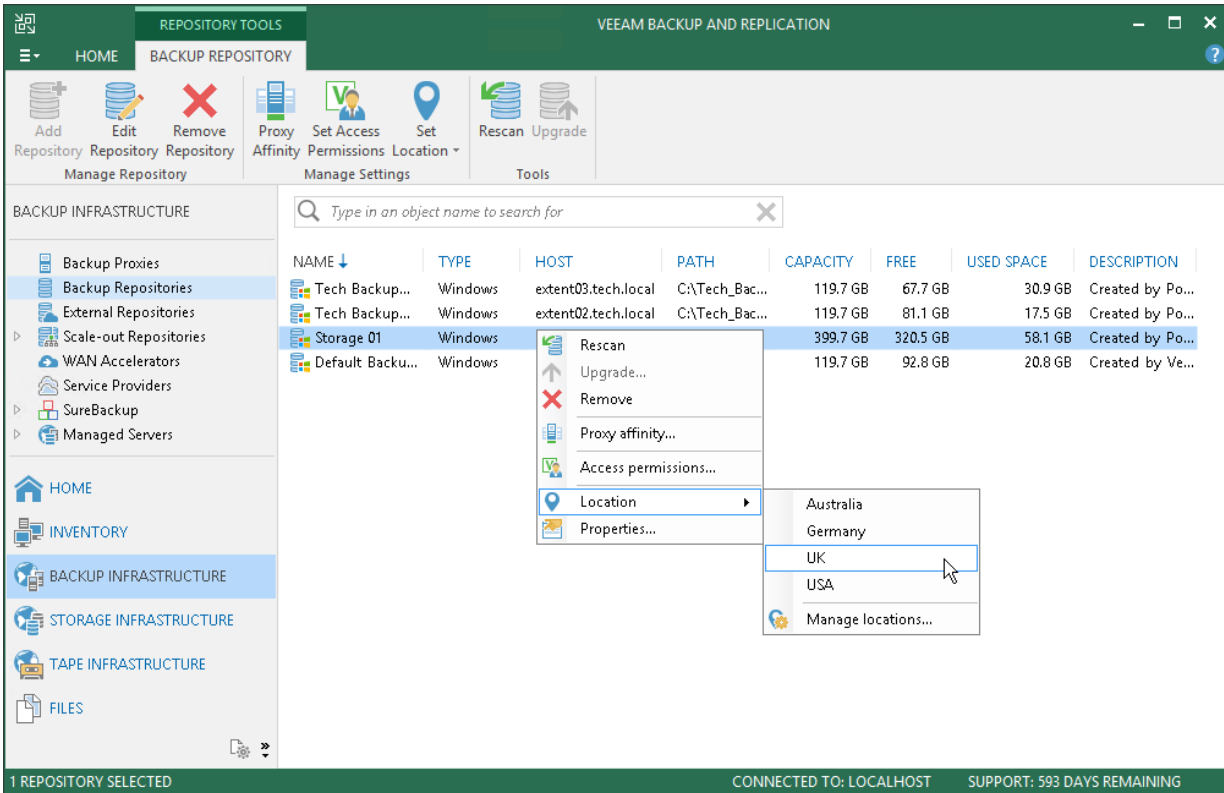 REPOSITORY TOOLS
VEEAM BACKUP AND REPLICATION
HOME
BACKUP REPOSITORY
?
Add Repository
Edit Repository
Remove Repository
Proxy Affinity
Set Access Permissions
Set Location
Rescan
Upgrade
Manage Repository
Manage Settings
Tools
BACKUP INFRASTRUCTURE
Type in an object name to search for
Backup Proxies
Backup Repositories
External Repositories
Scale-out Repositories
WAN Accelerators
Service Providers
SureBackup
Managed Servers
NAME TYPE HOST PATH CAPACITY FREE USED SPACE DESCRIPTION
Tech Backup... Windows extent03.tech.local C:\Tech_Bac... 119.7 GB 67.7 GB 30.9 GB Created by Po...
Tech Backup... Windows extent02.tech.local C:\Tech_Bac... 119.7 GB 81.1 GB 17.5 GB Created by Po...
Storage 01 Windows 399.7 GB 320.5 GB 58.1 GB Created by Po...
Default Backu... Windows 119.7 GB 92.8 GB 20.8 GB Created by Ve...
Rescan
Upgrade...
Remove
Proxy affinity...
Access permissions...
Location
Properties...
Australia
Germany
UK
USA
Manage locations...
HOME
INVENTORY
BACKUP INFRASTRUCTURE
STORAGE INFRASTRUCTURE
TAPE INFRASTRUCTURE
FILES
1 REPOSITORY SELECTED
CONNECTED TO: LOCALHOST
SUPPORT: 593 DAYS REMAINING